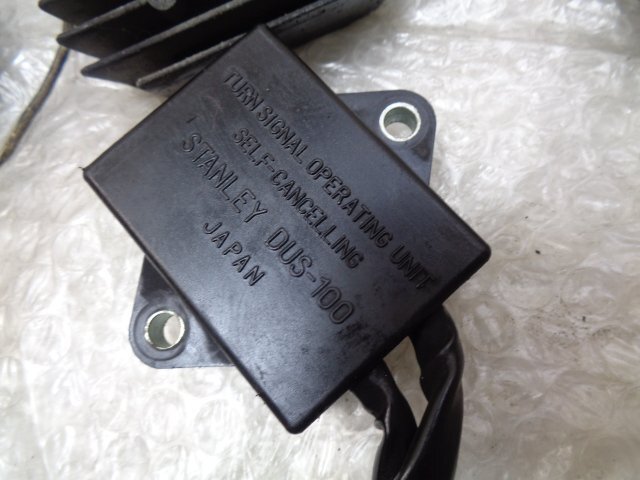 TURN SIGNAL OPERATING UNIT
SELF-CANCELLING
STANLEY DUS-100
JAPAN